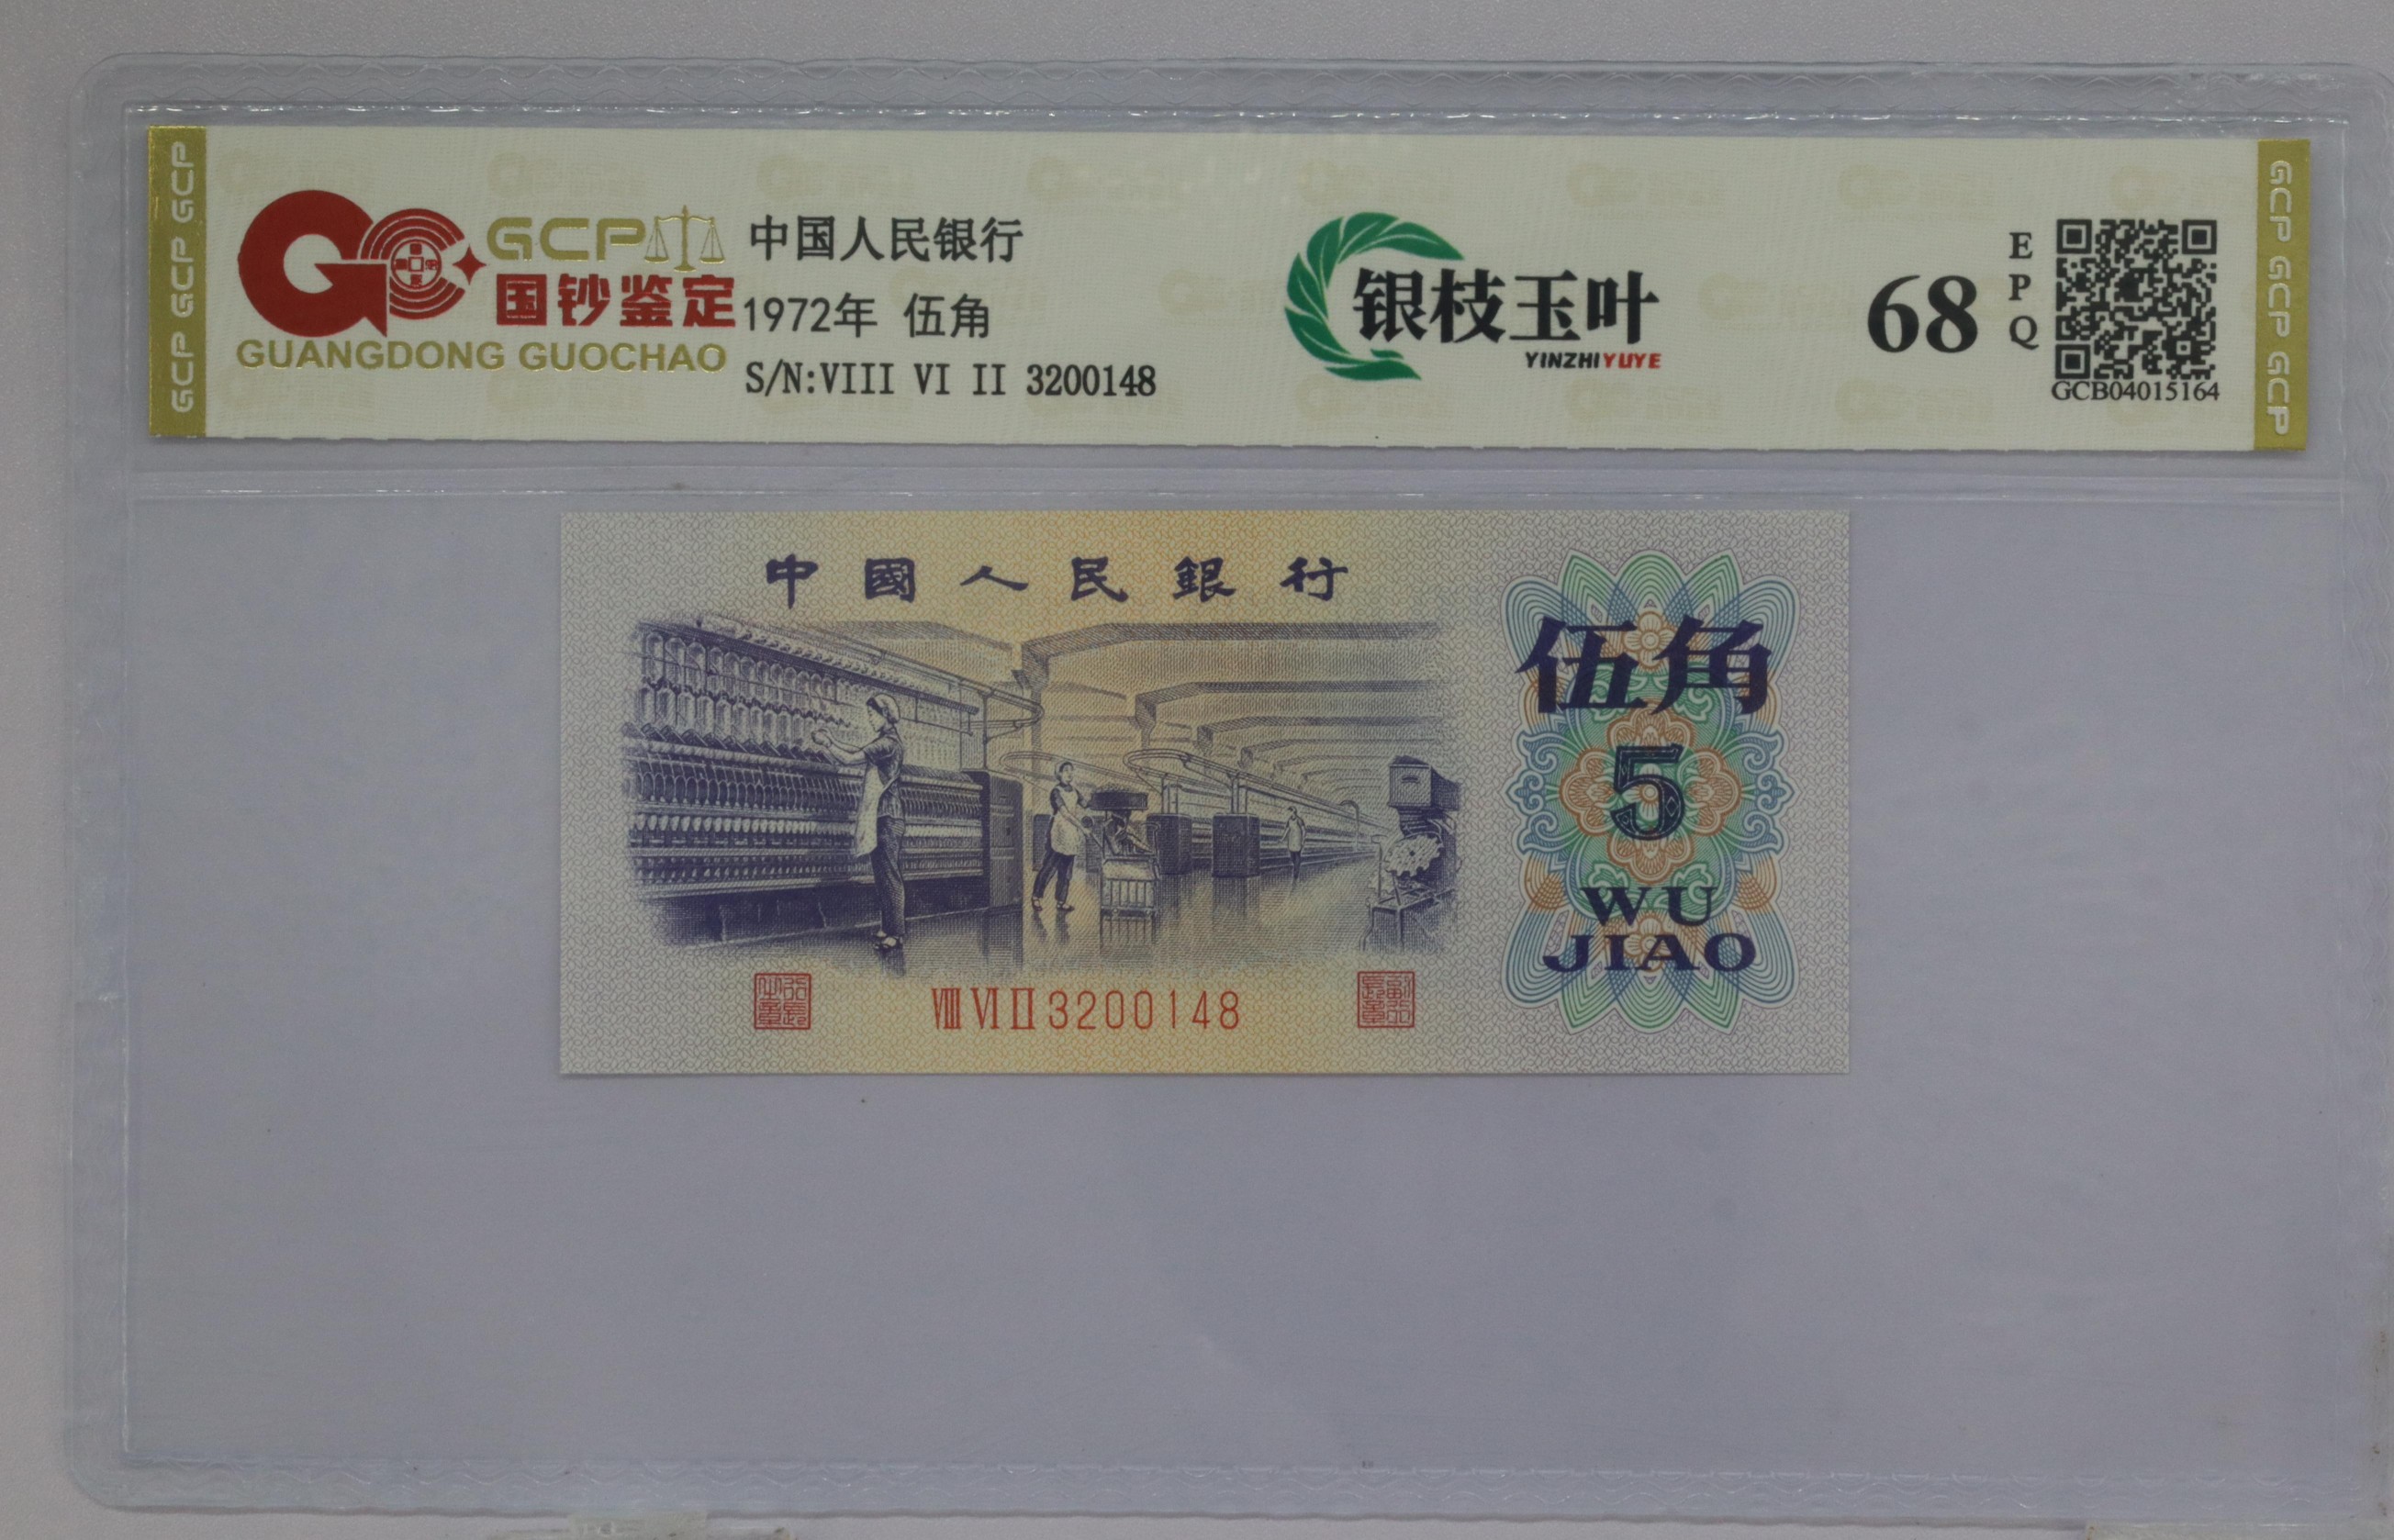 GCP GCP GCP
GCP
国钞鉴定
GUANGDONG GUOCHAO
中国人民银行
1972年 伍角
S/N:VIII VI II 3200148
银枝玉叶
YINZHIYUYE
68
EPQ
GCB04015164
GCP GCP GCP
中國人民銀行
伍角
5
WU
JIAO
VIII VI II 3200148